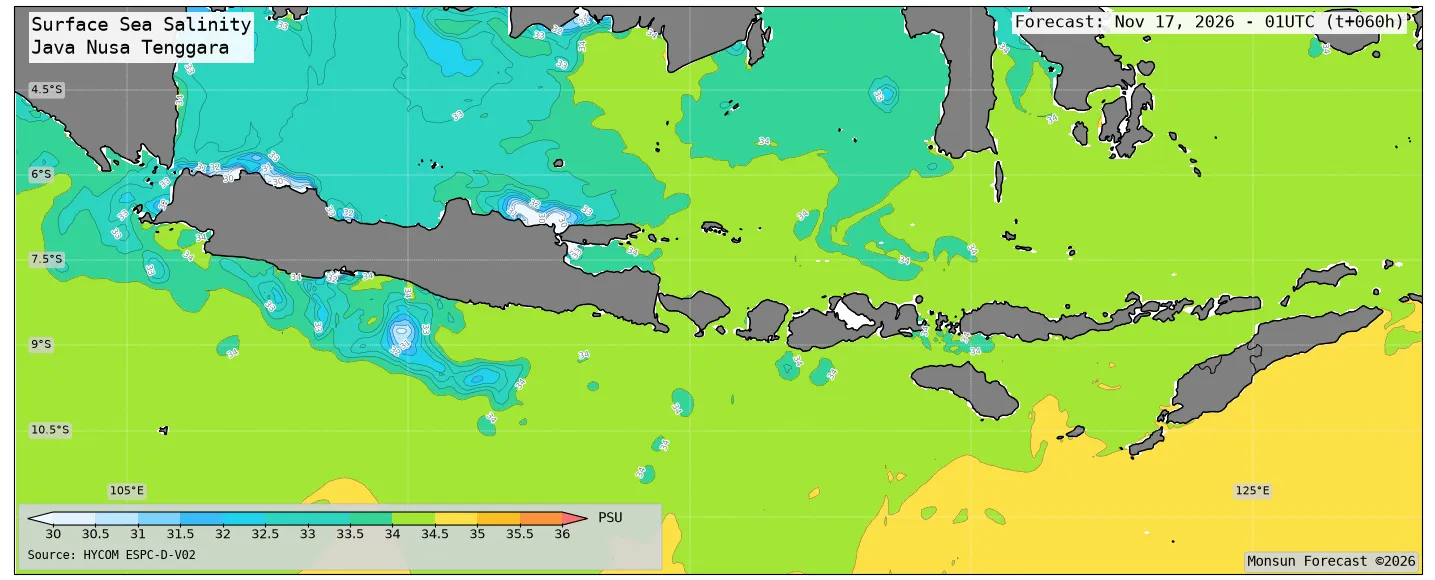 Surface Sea Salinity
Java Nusa Tenggara
Forecast: Nov 17, 2026 - 01UTC (t+060h)
4.5°S
6°S
7.5°S
9°S
10.5°S
105°E
125°E
30 30.5 31 31.5 32 32.5 33 33.5 34 34.5 35 35.5 36
PSU
Source: HYCOM ESPC-D-V02
Monsun Forecast ©2026